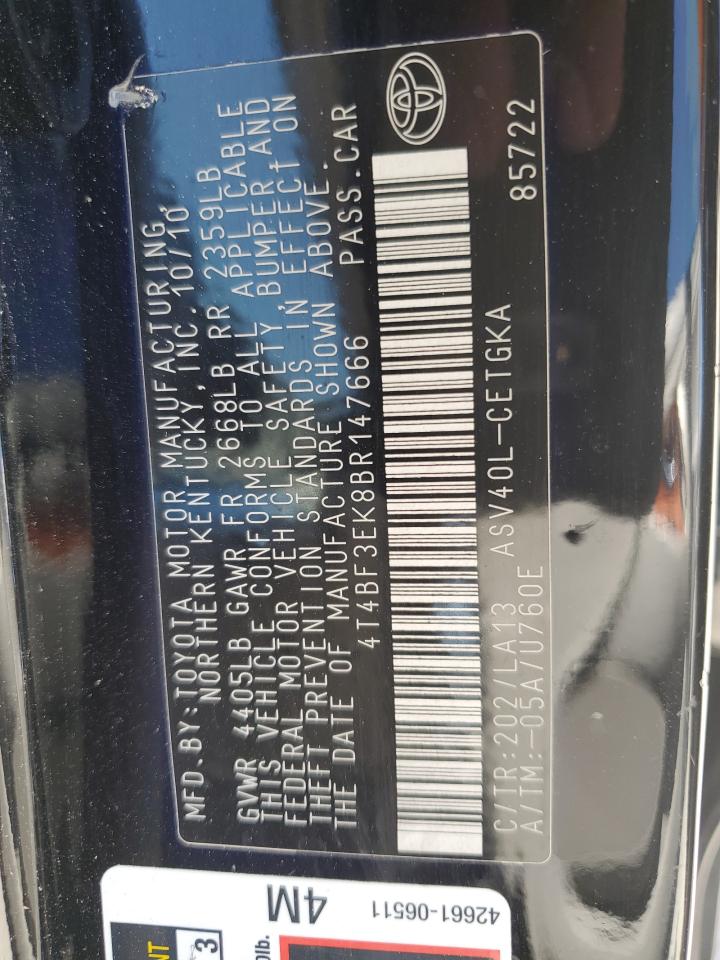 MFD.BY:TOYOTA MOTOR MANUFACTURING,
NORTHERN KENTUCKY,INC. 10/10
GVWR 4405LB GAWR FR 2668LB RR 2359LB
THIS VEHICLE CONFORMS TO ALL APPLICABLE
FEDERAL MOTOR VEHICLE SAFETY, BUMPER, AND
THEFT PREVENTION STANDARDS IN EFFECT ON
THE DATE OF MANUFACTURE SHOWN ABOVE.
4T4BF3EK8BR147666 PASS.CAR
C/TR:202/LA13 ASV40L-CETGKA
A/TM:-05A/U760E 85722
4M
42661-06511
3